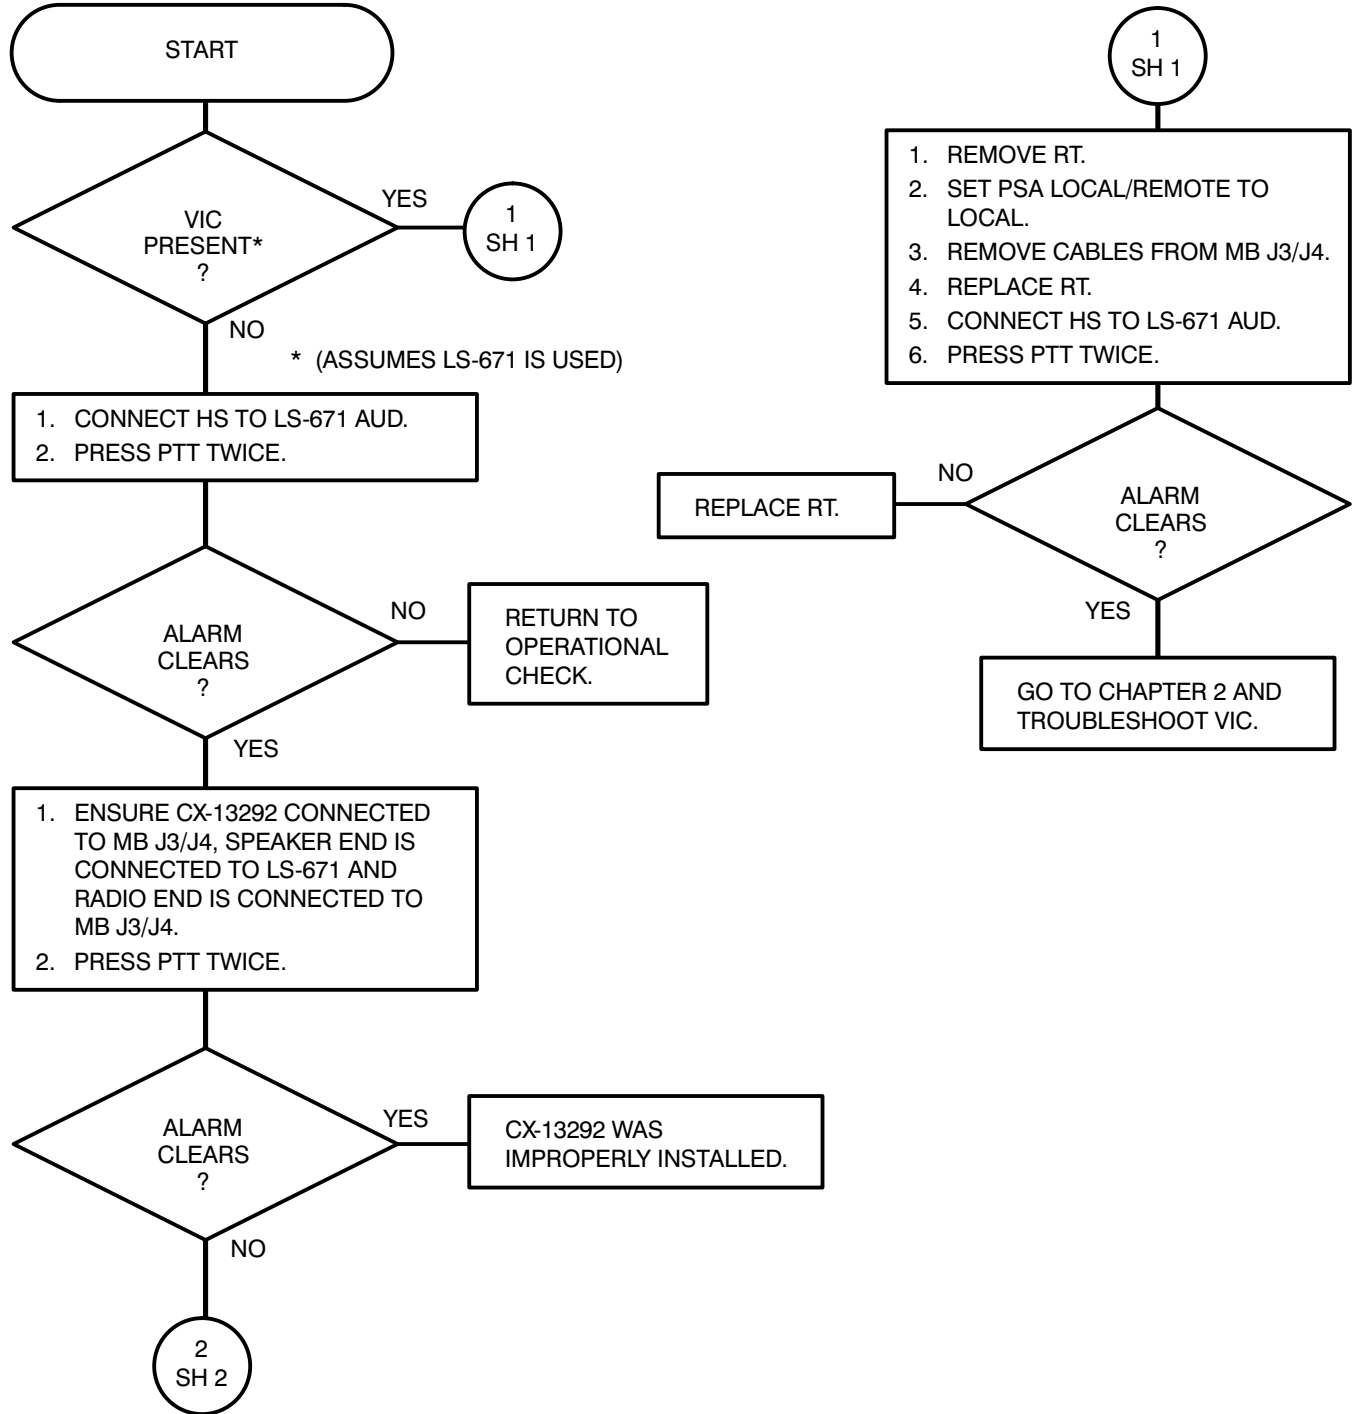 START
VIC
PRESENT*
?
YES
1
SH 1
NO
* (ASSUMES LS-671 IS USED)
1. CONNECT HS TO LS-671 AUD.
2. PRESS PTT TWICE.
ALARM
CLEARS
?
NO
RETURN TO
OPERATIONAL
CHECK.
YES
1. ENSURE CX-13292 CONNECTED
TO MB J3/J4, SPEAKER END IS
CONNECTED TO LS-671 AND
RADIO END IS CONNECTED TO
MB J3/J4.
2. PRESS PTT TWICE.
ALARM
CLEARS
?
YES
CX-13292 WAS
IMPROPERLY INSTALLED.
NO
2
SH 2
1
SH 1
1. REMOVE RT.
2. SET PSA LOCAL/REMOTE TO
LOCAL.
3. REMOVE CABLES FROM MB J3/J4.
4. REPLACE RT.
5. CONNECT HS TO LS-671 AUD.
6. PRESS PTT TWICE.
ALARM
CLEARS
?
NO
REPLACE RT.
YES
GO TO CHAPTER 2 AND
TROUBLESHOOT VIC.